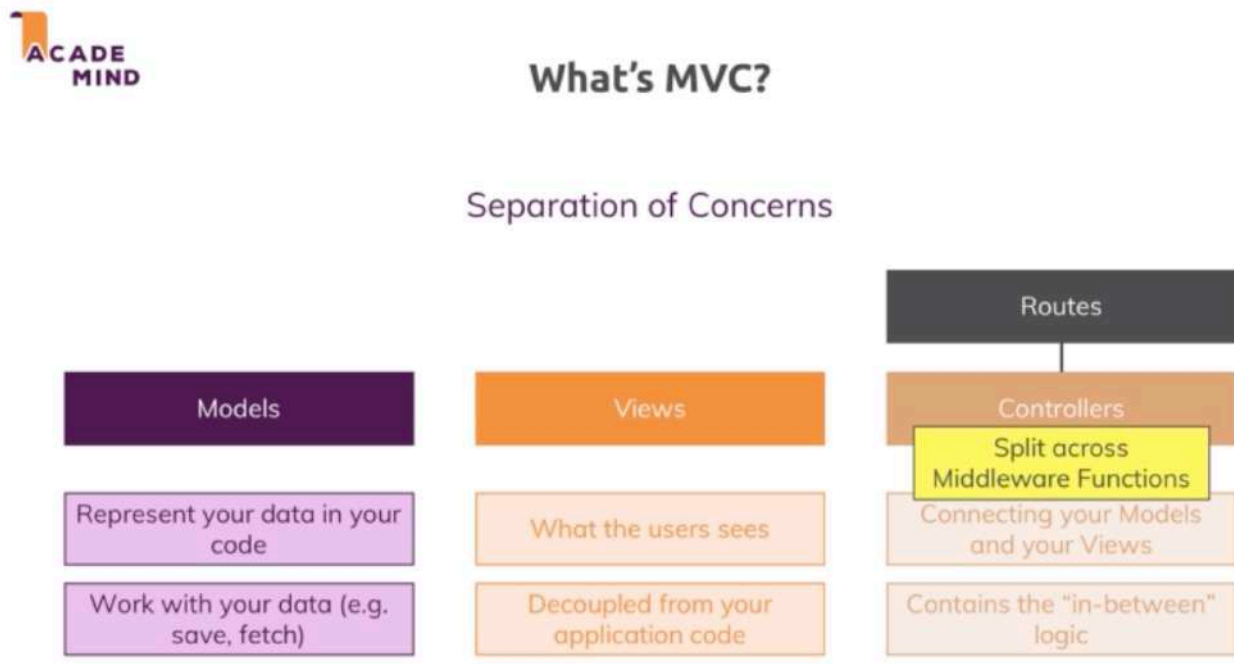 ACADE
MIND
What's MVC?
Separation of Concerns
Routes
Models
Views
Controllers
Split across
Middleware Functions
Represent your data in your
code
What the users sees
Connecting your Models
and your Views
Work with your data (e.g.
save, fetch)
Decoupled from your
application code
Contains the “in-between”
logic